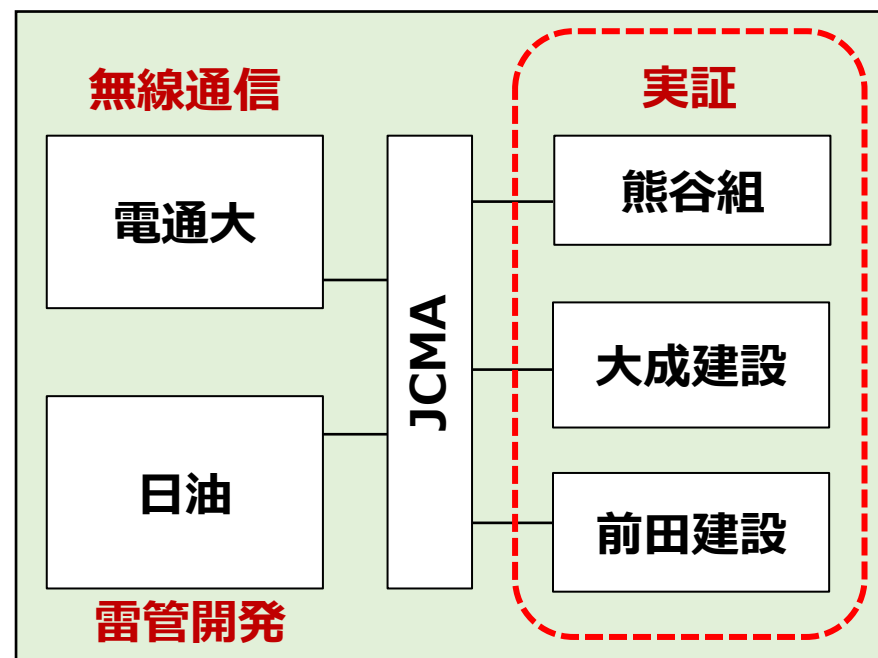 無線通信
電通大
日油
雷管開発
JCMA
実証
熊谷組
大成建設
前田建設